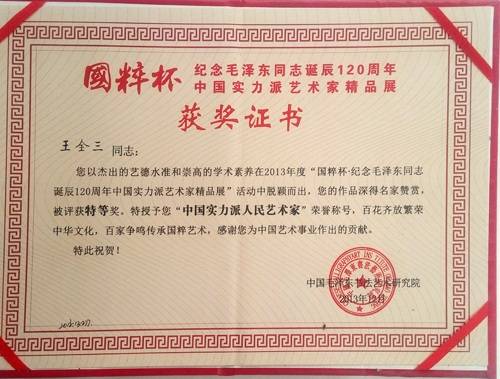 國粹杯 纪念毛泽东同志诞辰120周年
中国实力派艺术家精品展
获奖证书
王全三 同志：
您以杰出的艺德水准和崇高的学术素养在2013年度“国粹杯·纪念毛泽东同志
诞辰120周年中国实力派艺术家精品展”活动中脱颖而出，您的作品深得名家赞赏，
被评获特等奖。特授予您“中国实力派人民艺术家”荣誉称号，百花齐放繁荣
中华文化，百家争鸣传承国粹艺术，感谢您为中国艺术事业作出的贡献。
特此祝贺！
中国毛泽东书法艺术研究院
2013年12月